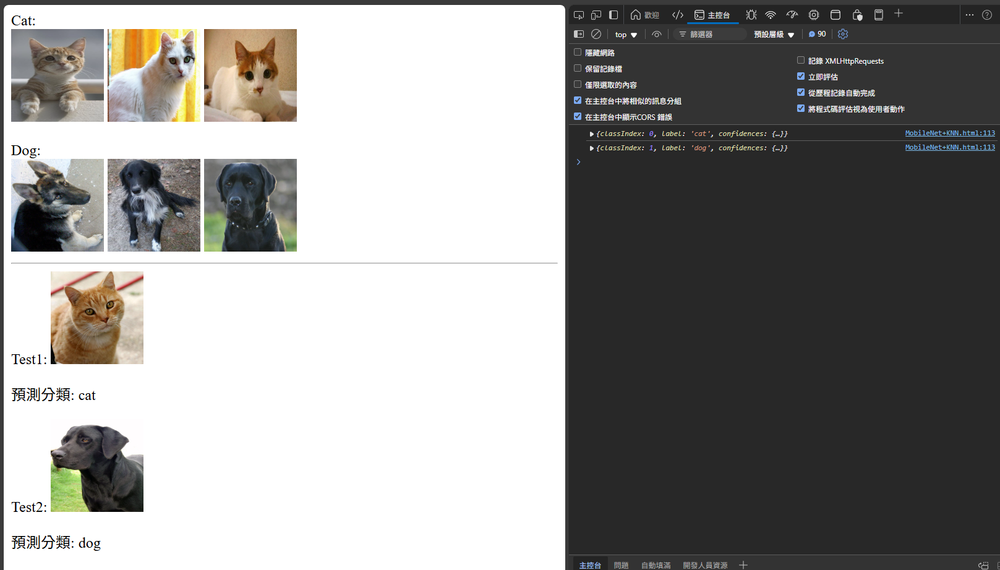 Cat:
Dog:
Test1:
預測分類: cat
Test2:
預測分類: dog
歡迎
主控台
top
篩選器
預設層級
90
隱藏網路
保留記錄檔
僅限選取的內容
在主控台中將相似的訊息分組
在主控台中顯示CORS 錯誤
記錄 XMLHttpRequests
立即評估
從歷程記錄自動完成
將程式碼評估視為使用者動作
{classIndex: 0, label: 'cat', confidences: {…}} MobileNet+KNN.html:113
{classIndex: 1, label: 'dog', confidences: {…}} MobileNet+KNN.html:113
主控台 問題 自動填滿 開發人員資源